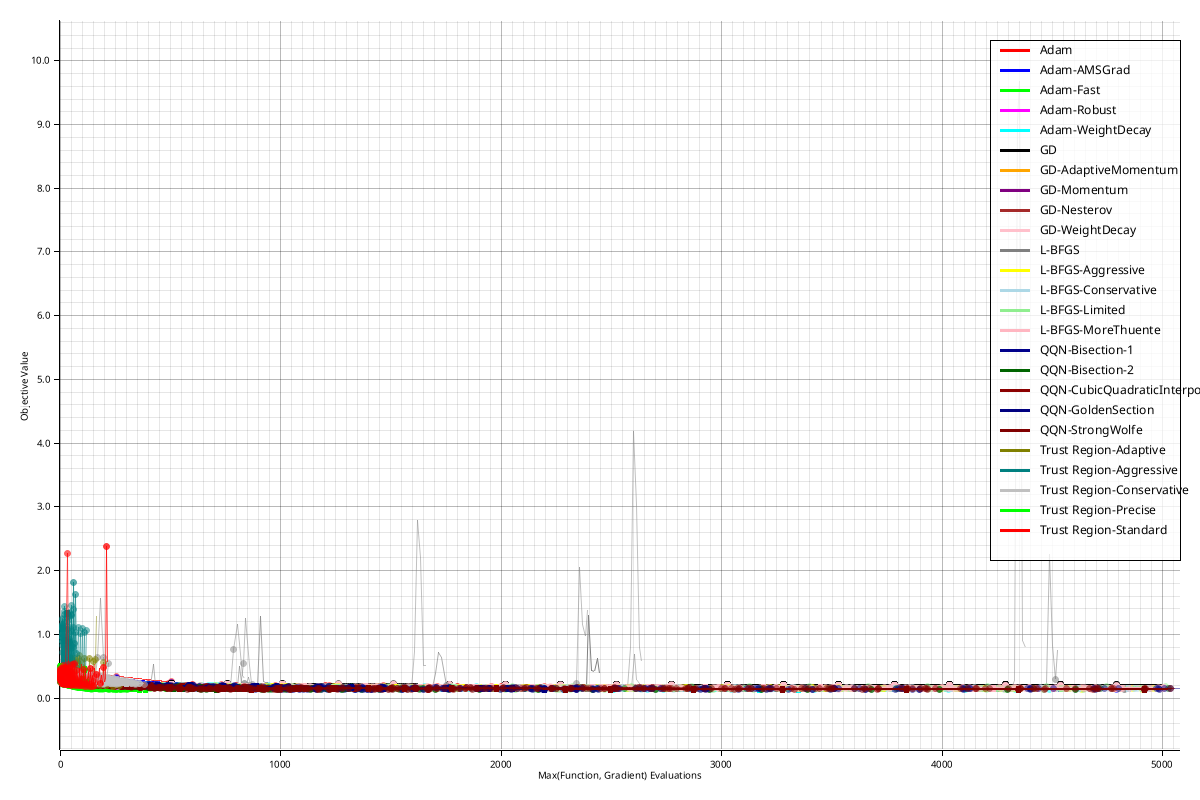 10.0
9.0
8.0
7.0
6.0
5.0
4.0
3.0
2.0
1.0
0.0
Objective Value
0
1000
2000
3000
4000
5000
Max(Function, Gradient) Evaluations
Adam
Adam-AMSGrad
Adam-Fast
Adam-Robust
Adam-WeightDecay
GD
GD-AdaptiveMomentum
GD-Momentum
GD-Nesterov
GD-WeightDecay
L-BFGS
L-BFGS-Aggressive
L-BFGS-Conservative
L-BFGS-Limited
L-BFGS-MoreThuente
QQN-Bisection-1
QQN-Bisection-2
QQN-CubicQuadraticInterpo
QQN-GoldenSection
QQN-StrongWolfe
Trust Region-Adaptive
Trust Region-Aggressive
Trust Region-Conservative
Trust Region-Precise
Trust Region-Standard